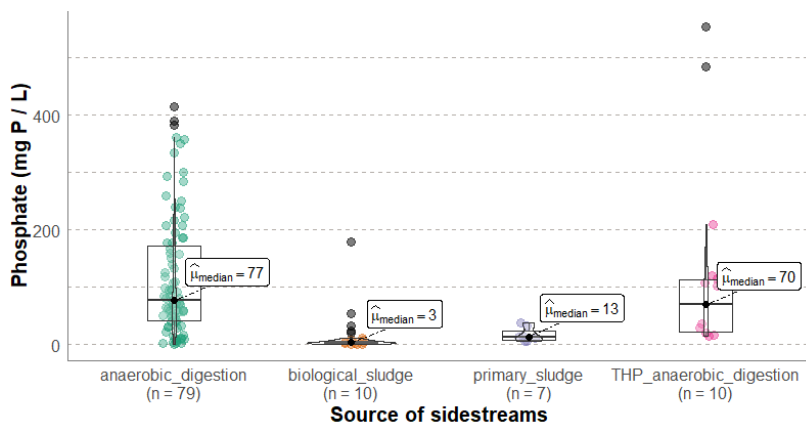 Phosphate (mg P / L)
400
200
0
μ̂median = 77
μ̂median = 3
μ̂median = 13
μ̂median = 70
anaerobic_digestion
(n = 79)
biological_sludge
(n = 10)
primary_sludge
(n = 7)
THP_anaerobic_digestion
(n = 10)
Source of sidestreams